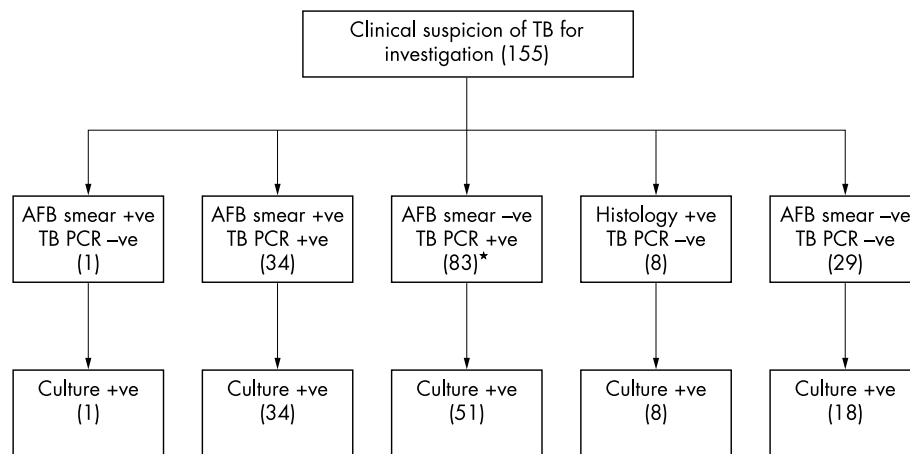 Clinical suspicion of TB for
investigation (155)
AFB smear +ve
TB PCR –ve
(1)
AFB smear +ve
TB PCR +ve
(34)
AFB smear –ve
TB PCR +ve
(83)★
Histology +ve
TB PCR –ve
(8)
AFB smear –ve
TB PCR –ve
(29)
Culture +ve
(1)
Culture +ve
(34)
Culture +ve
(51)
Culture +ve
(8)
Culture +ve
(18)